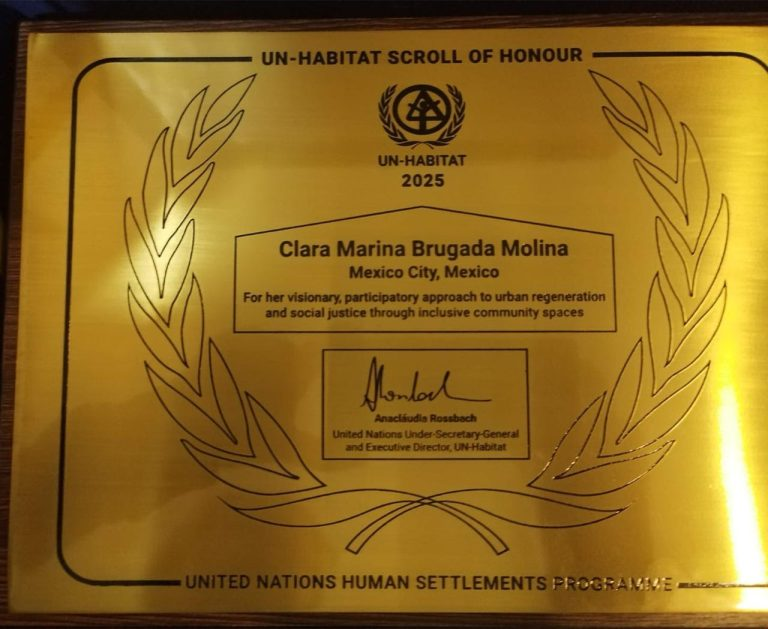 UN-HABITAT SCROLL OF HONOUR
UN-HABITAT
2025
Clara Marina Brugada Molina
Mexico City, Mexico
For her visionary, participatory approach to urban regeneration
and social justice through inclusive community spaces
Anacláudia Rossbach
United Nations Under-Secretary-General
and Executive Director, UN-Habitat
UNITED NATIONS HUMAN SETTLEMENTS PROGRAMME